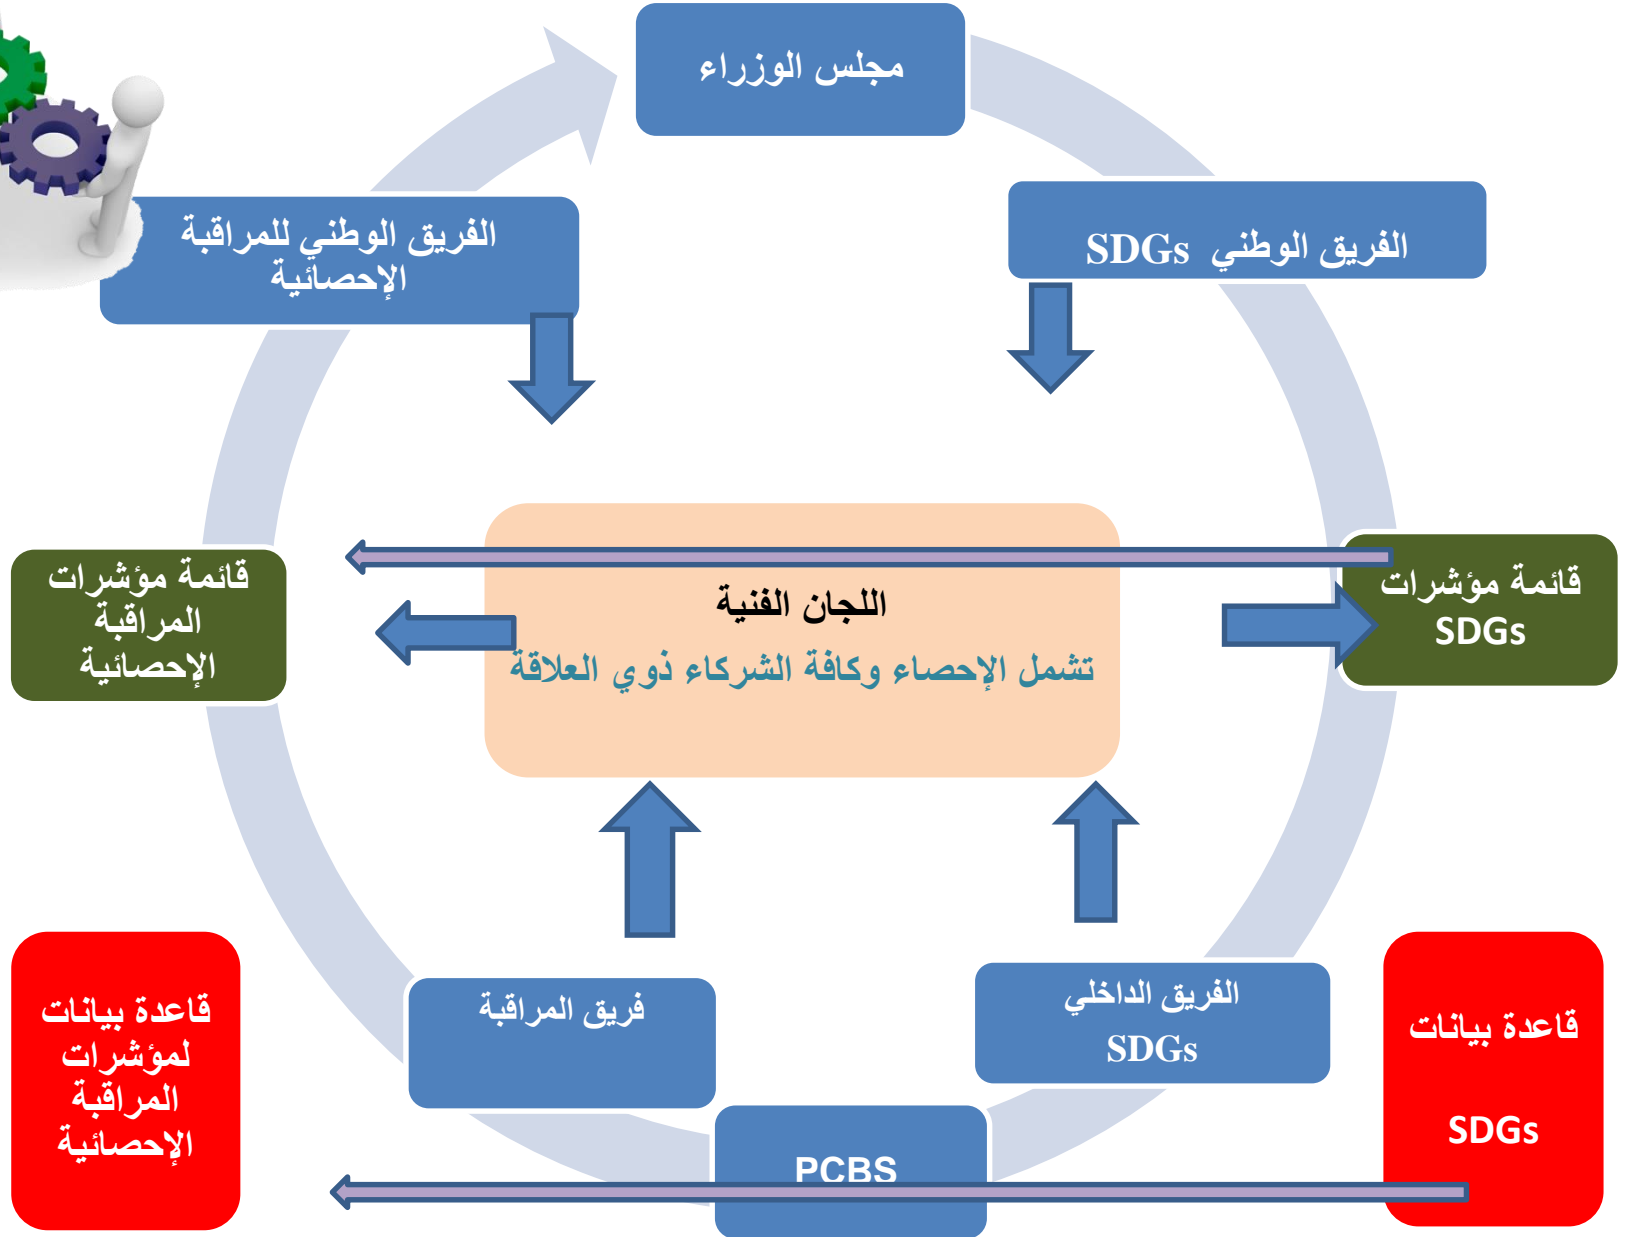 مجلس الوزراء
الفريق الوطني SDGs
الفريق الوطني للمراقبة
الإحصائية
قائمة مؤشرات
SDGs
اللجان الفنية
تشمل الإحصاء وكافة الشركاء ذوي العلاقة
قائمة مؤشرات
المراقبة
الإحصائية
الفريق الداخلي
SDGs
فريق المراقبة
قاعدة بيانات
SDGs
قاعدة بيانات
لمؤشرات
المراقبة
الإحصائية
PCBS